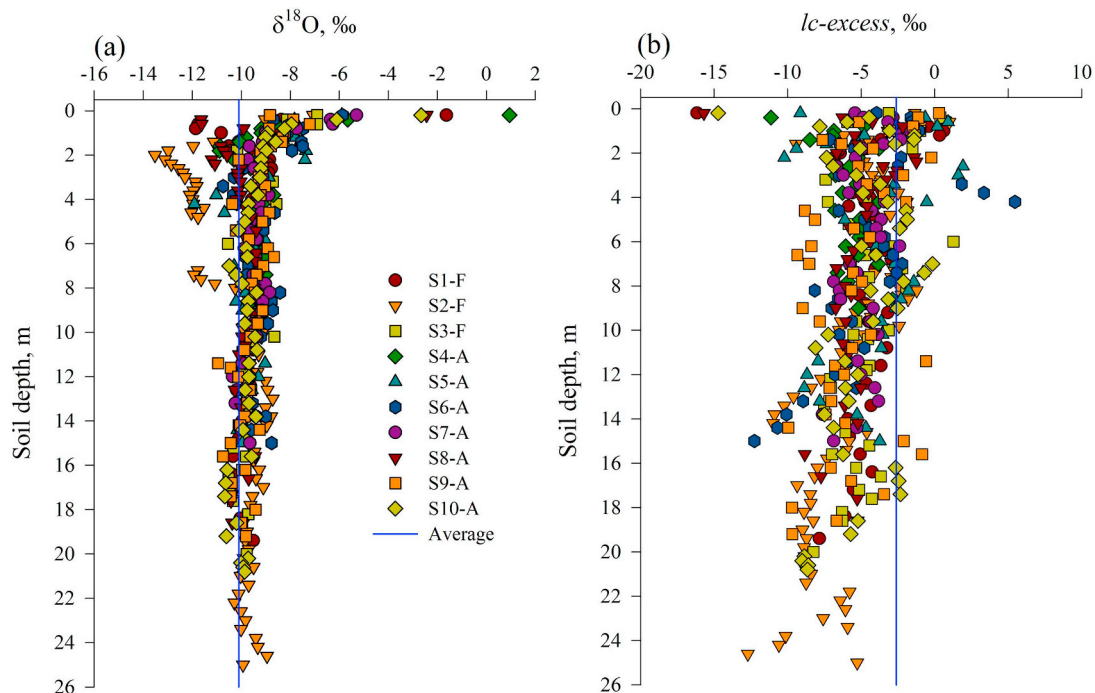 δ¹⁸O, ‰
(a)
-16 -14 -12 -10 -8 -6 -4 -2 0 2
0
2
4
6
8
10
12
14
16
18
20
22
24
26
Soil depth, m
S1-F
S2-F
S3-F
S4-A
S5-A
S6-A
S7-A
S8-A
S9-A
S10-A
Average
lc-excess, ‰
(b)
-20 -15 -10 -5 0 5 10
0
2
4
6
8
10
12
14
16
18
20
22
24
26
Soil depth, m